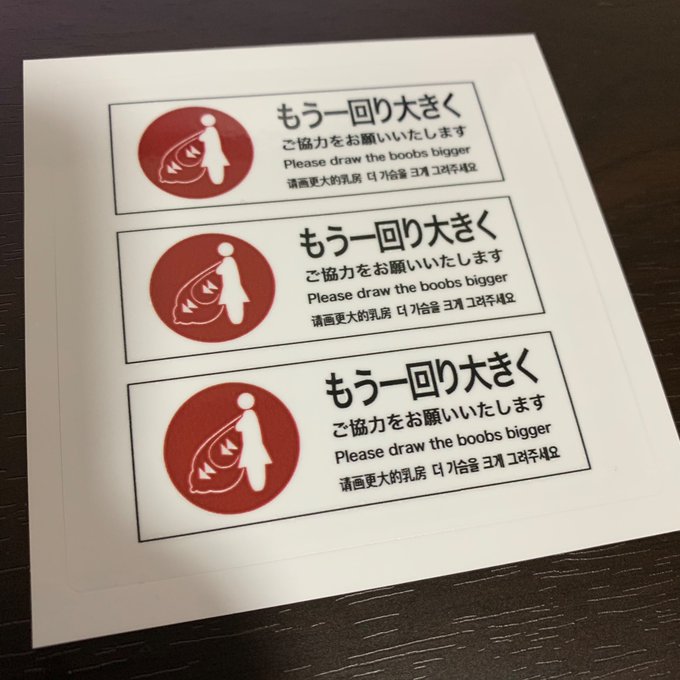 もう一回り大きく
ご協力をお願いいたします
Please draw the boobs bigger
请画更大的乳房 더 가슴을 크게 그려주세요
もう一回り大きく
ご協力をお願いいたします
Please draw the boobs bigger
请画更大的乳房 더 가슴을 크게 그려주세요
もう一回り大きく
ご協力をお願いいたします
Please draw the boobs bigger
请画更大的乳房 더 가슴을 크게 그려주세요